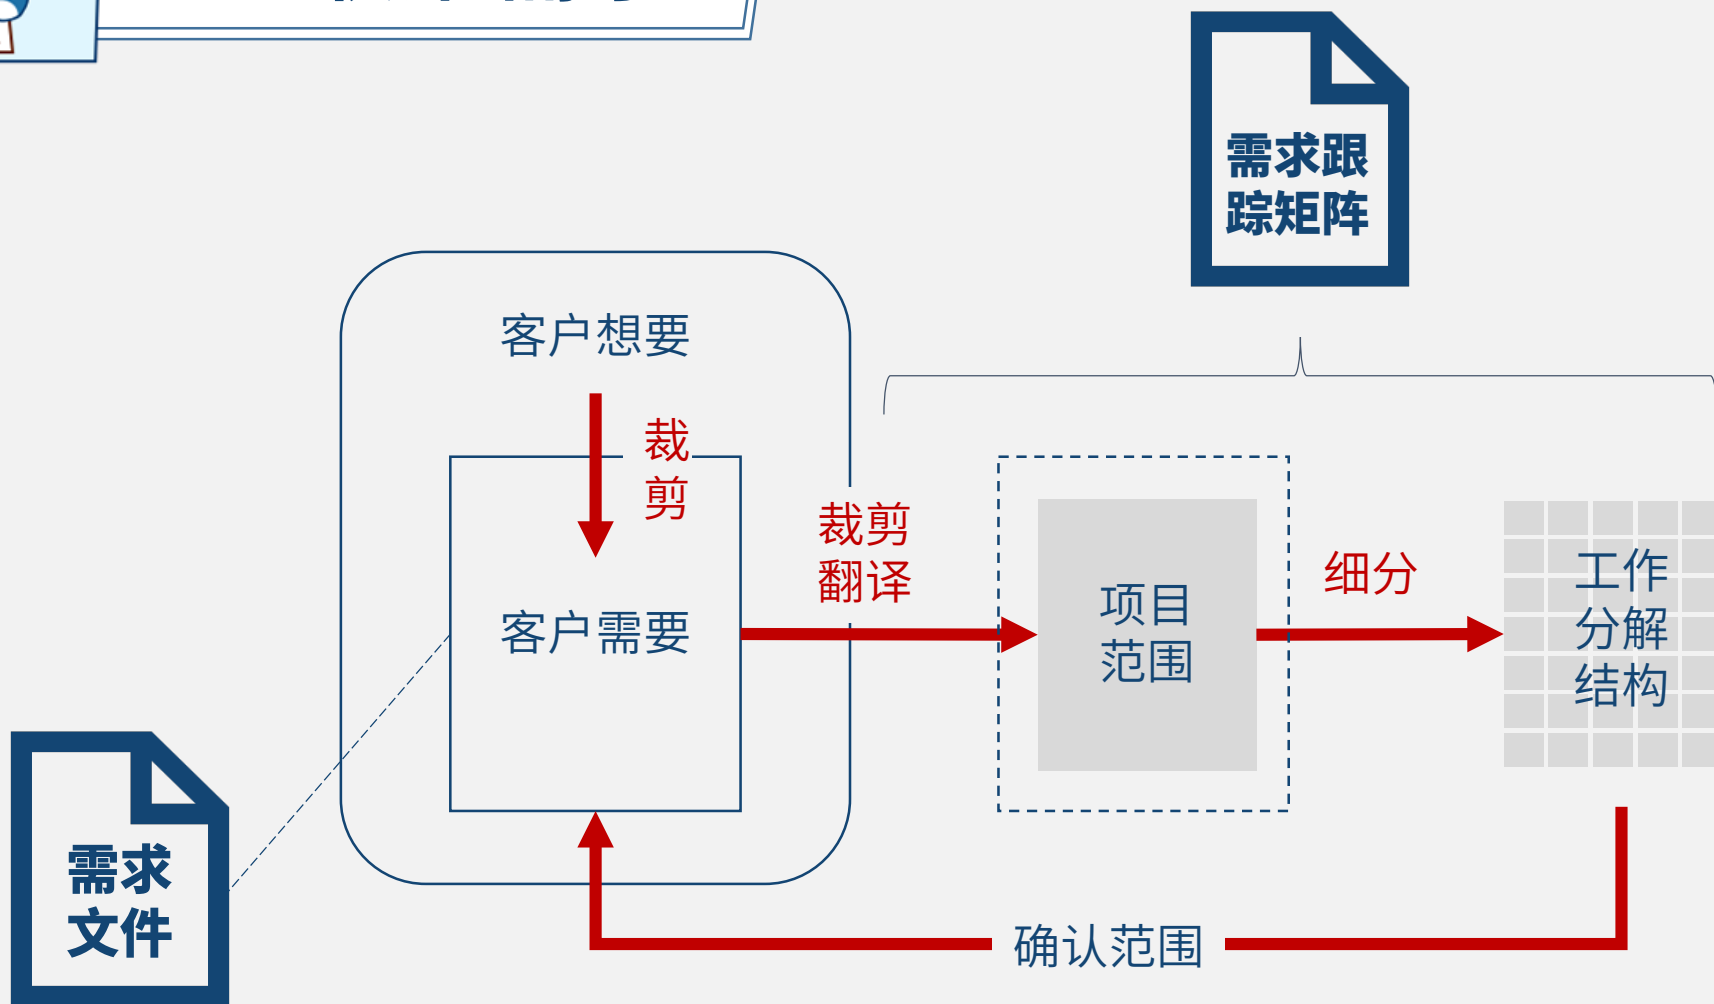 需求跟
踪矩阵
客户想要
裁
剪
客户需要
裁剪
翻译
项目
范围
细分
工作
分解
结构
需求
文件
确认范围